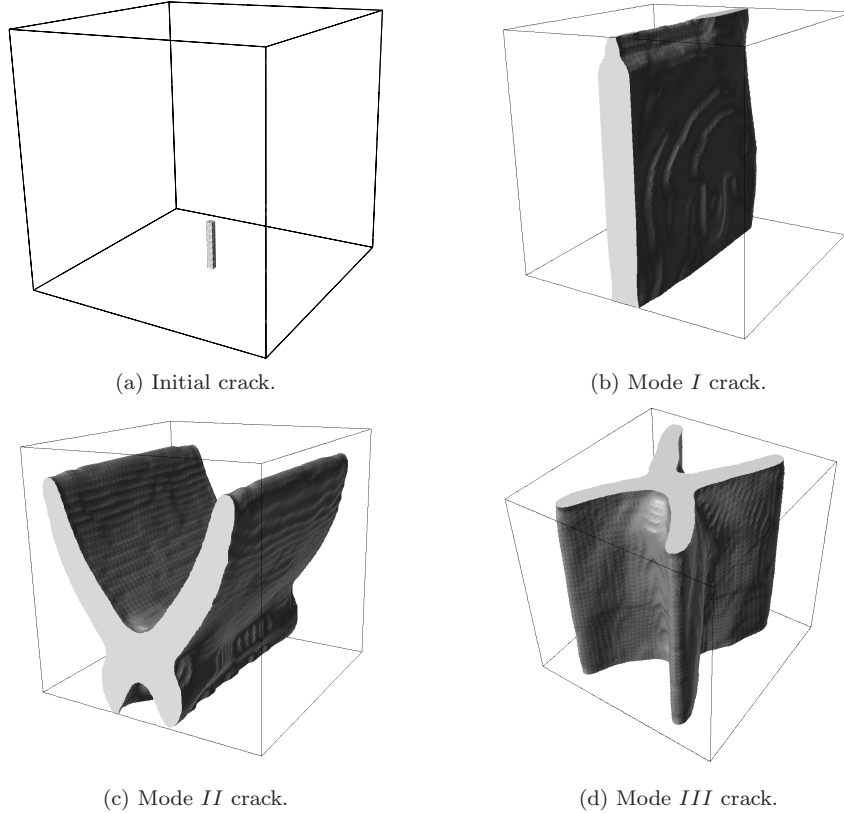 (a) Initial crack.
(b) Mode I crack.
(c) Mode II crack.
(d) Mode III crack.